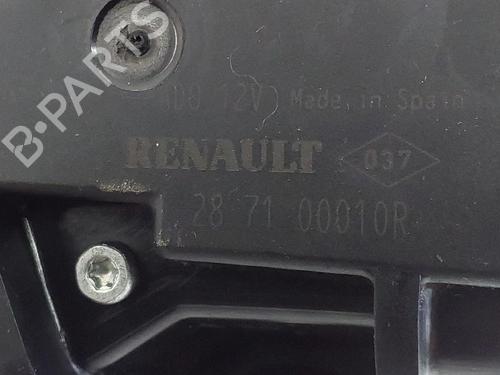 B·PARTS
12V Made in Spain
RENAULT 037
28 71 00010R